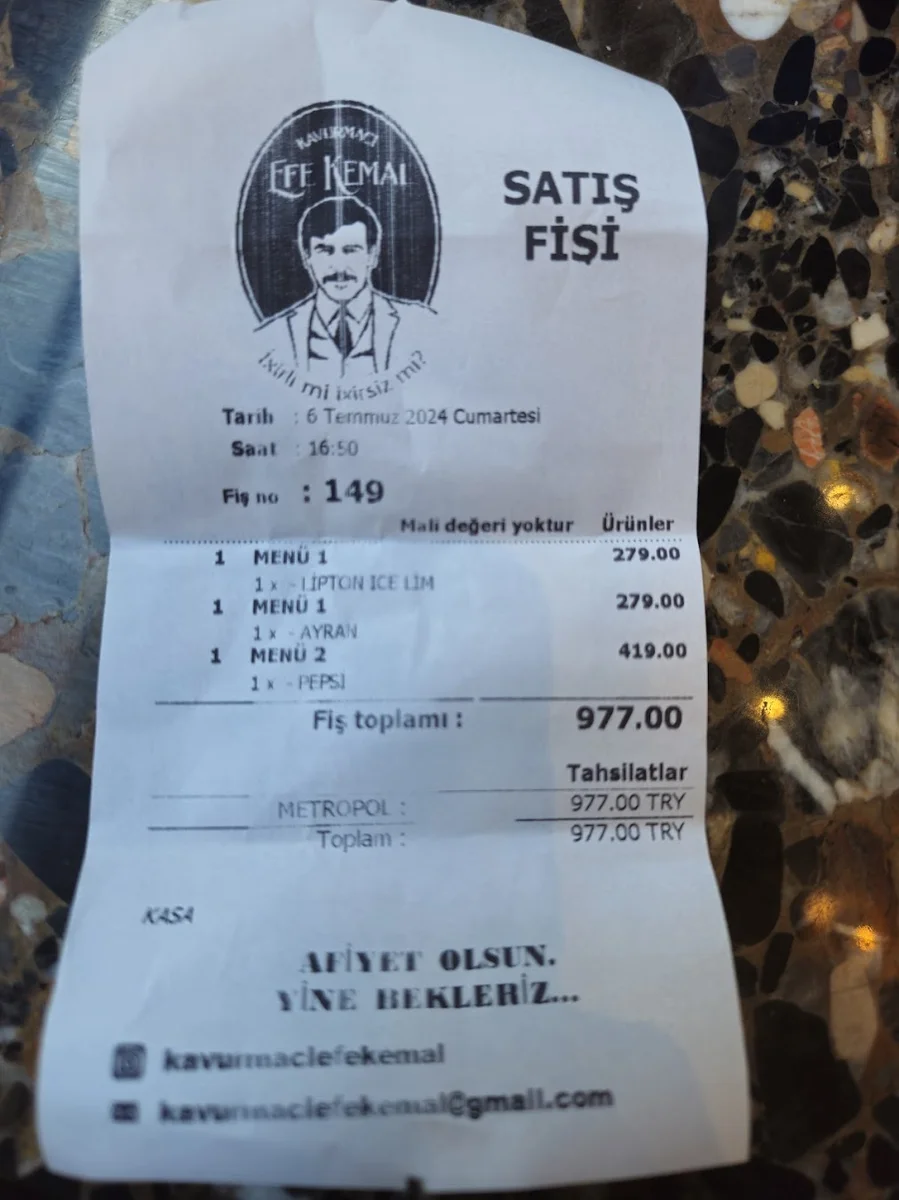 KAVURMACI
EFE KEMAL
İxirli mi ixirsiz mi?
SATIŞ
FİŞİ
Tarih : 6 Temmuz 2024 Cumartesi
Saat : 16:50
Fiş no : 149
Mali değeri yoktur Ürünler
1 MENÜ 1 279.00
1 x - LİPTON ICE LİM
1 MENÜ 1 279.00
1 x - AYRAN
1 MENÜ 2 419.00
1 x - PEPSİ
Fiş toplamı : 977.00
Tahsilatlar
METROPOL : 977.00 TRY
Toplam : 977.00 TRY
KASA
AFİYET OLSUN.
YİNE BEKLERİZ...
kavurmaciefekemal
kavurmaciefekemal@gmail.com